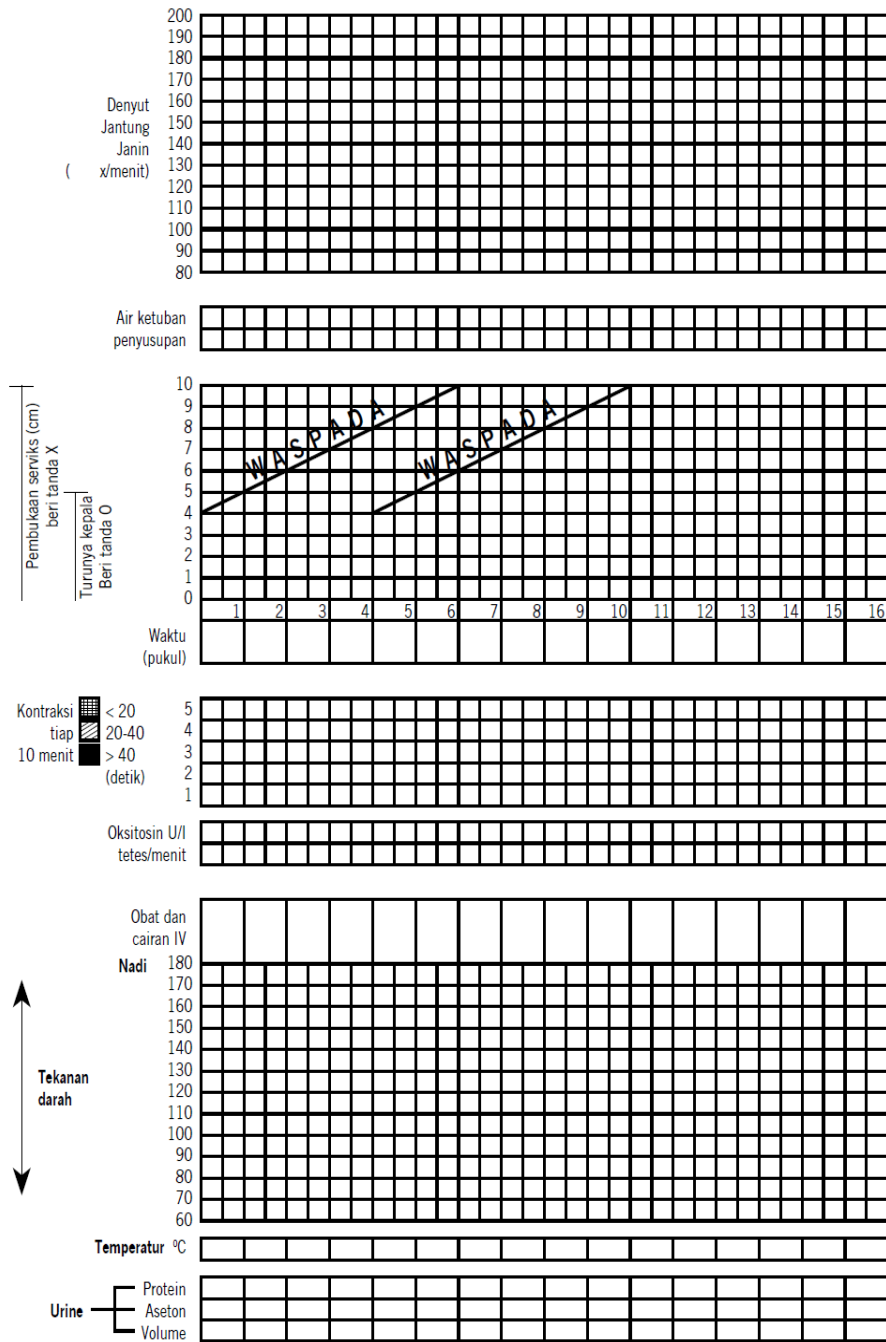 200
190
180
170
160
150
140
130
120
110
100
90
80
Denyut
Jantung
Janin
( x/menit)
Air ketuban
penyusupan
10
9
8
7
6
5
4
3
2
1
0
Pembukaan serviks (cm)
beri tanda X
Turunya kepala
Beri tanda O
WASPADA
WASPADA
1 2 3 4 5 6 7 8 9 10 11 12 13 14 15 16
Waktu
(pukul)
Kontraksi < 20
tiap 20-40
10 menit > 40
(detik)
5
4
3
2
1
Oksitosin U/I
tetes/menit
Obat dan
cairan IV
Nadi
180
170
160
150
140
130
120
110
100
90
80
70
60
Tekanan
darah
Temperatur ºC
Urine
Protein
Aseton
Volume